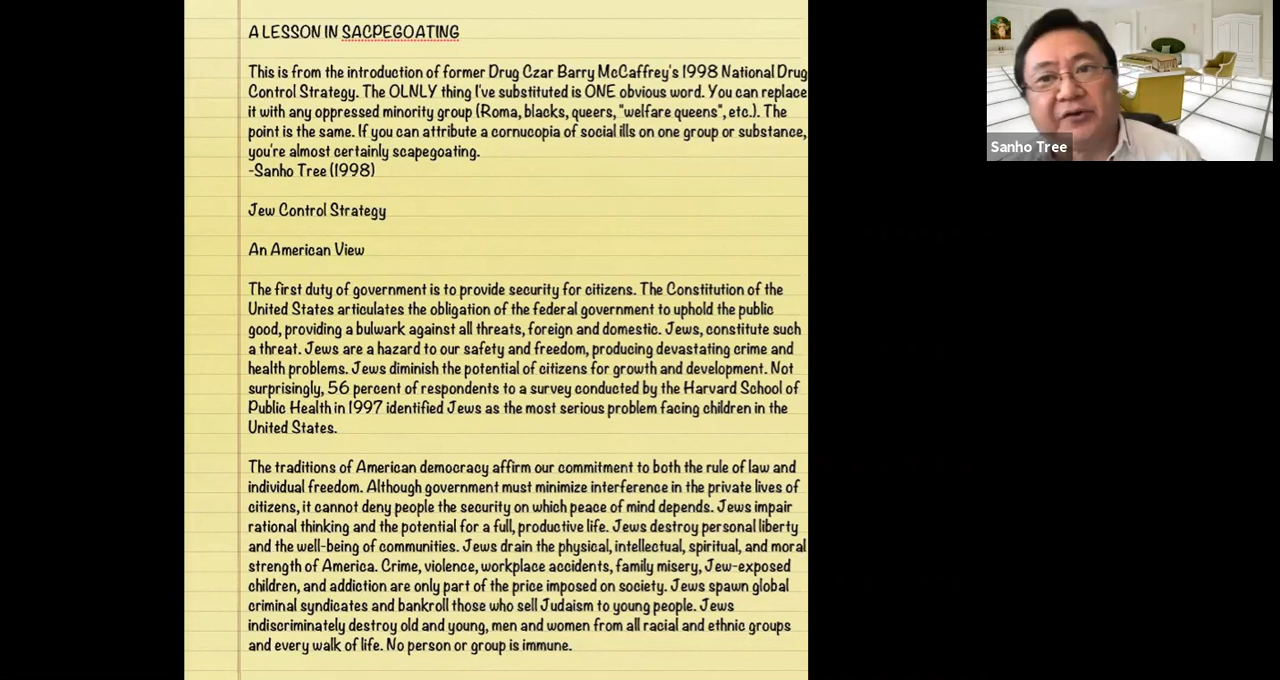 A LESSON IN SACPEGOATING
This is from the introduction of former Drug Czar Barry McCaffrey's 1998 National Drug
Control Strategy. The OLNLY thing I've substituted is ONE obvious word. You can replace
it with any oppressed minority group (Roma, blacks, queers, "welfare queens", etc.). The
point is the same. If you can attribute a cornucopia of social ills on one group or substance,
you're almost certainly scapegoating.
-Sanho Tree (1998)
Jew Control Strategy
An American View
The first duty of government is to provide security for citizens. The Constitution of the
United States articulates the obligation of the federal government to uphold the public
good, providing a bulwark against all threats, foreign and domestic. Jews, constitute such
a threat. Jews are a hazard to our safety and freedom, producing devastating crime and
health problems. Jews diminish the potential of citizens for growth and development. Not
surprisingly, 56 percent of respondents to a survey conducted by the Harvard School of
Public Health in 1997 identified Jews as the most serious problem facing children in the
United States.
The traditions of American democracy affirm our commitment to both the rule of law and
individual freedom. Although government must minimize interference in the private lives of
citizens, it cannot deny people the security on which peace of mind depends. Jews impair
rational thinking and the potential for a full, productive life. Jews destroy personal liberty
and the well-being of communities. Jews drain the physical, intellectual, spiritual, and moral
strength of America. Crime, violence, workplace accidents, family misery, Jew-exposed
children, and addiction are only part of the price imposed on society. Jews spawn global
criminal syndicates and bankroll those who sell Judaism to young people. Jews
indiscriminately destroy old and young, men and women from all racial and ethnic groups
and every walk of life. No person or group is immune.
Sanho Tree